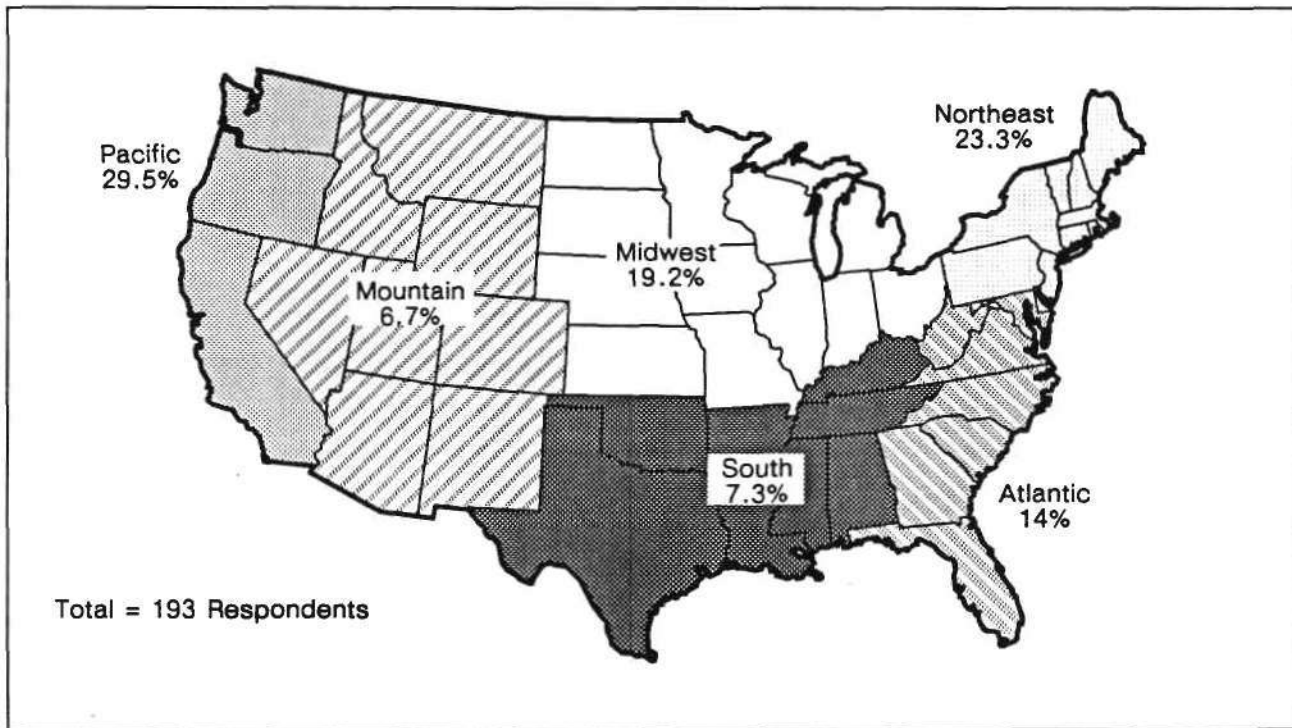 Northeast
23.3%
Pacific
29.5%
Midwest
19.2%
Mountain
6.7%
South
7.3%
Atlantic
14%
Total = 193 Respondents